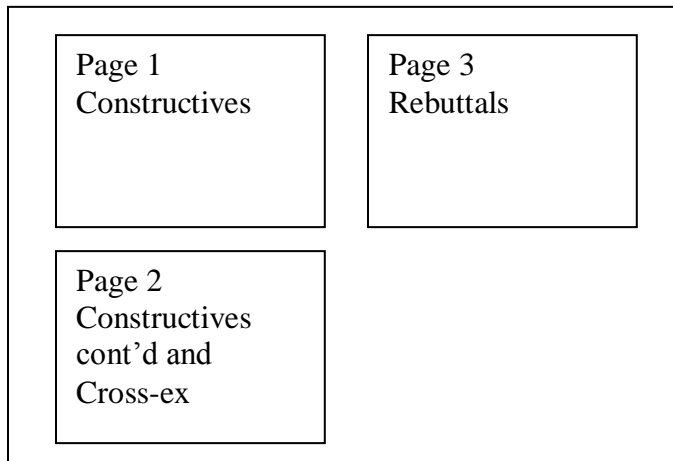 Page 1
Constructives
Page 2
Constructives
cont’d and
Cross-ex
Page 3
Rebuttals